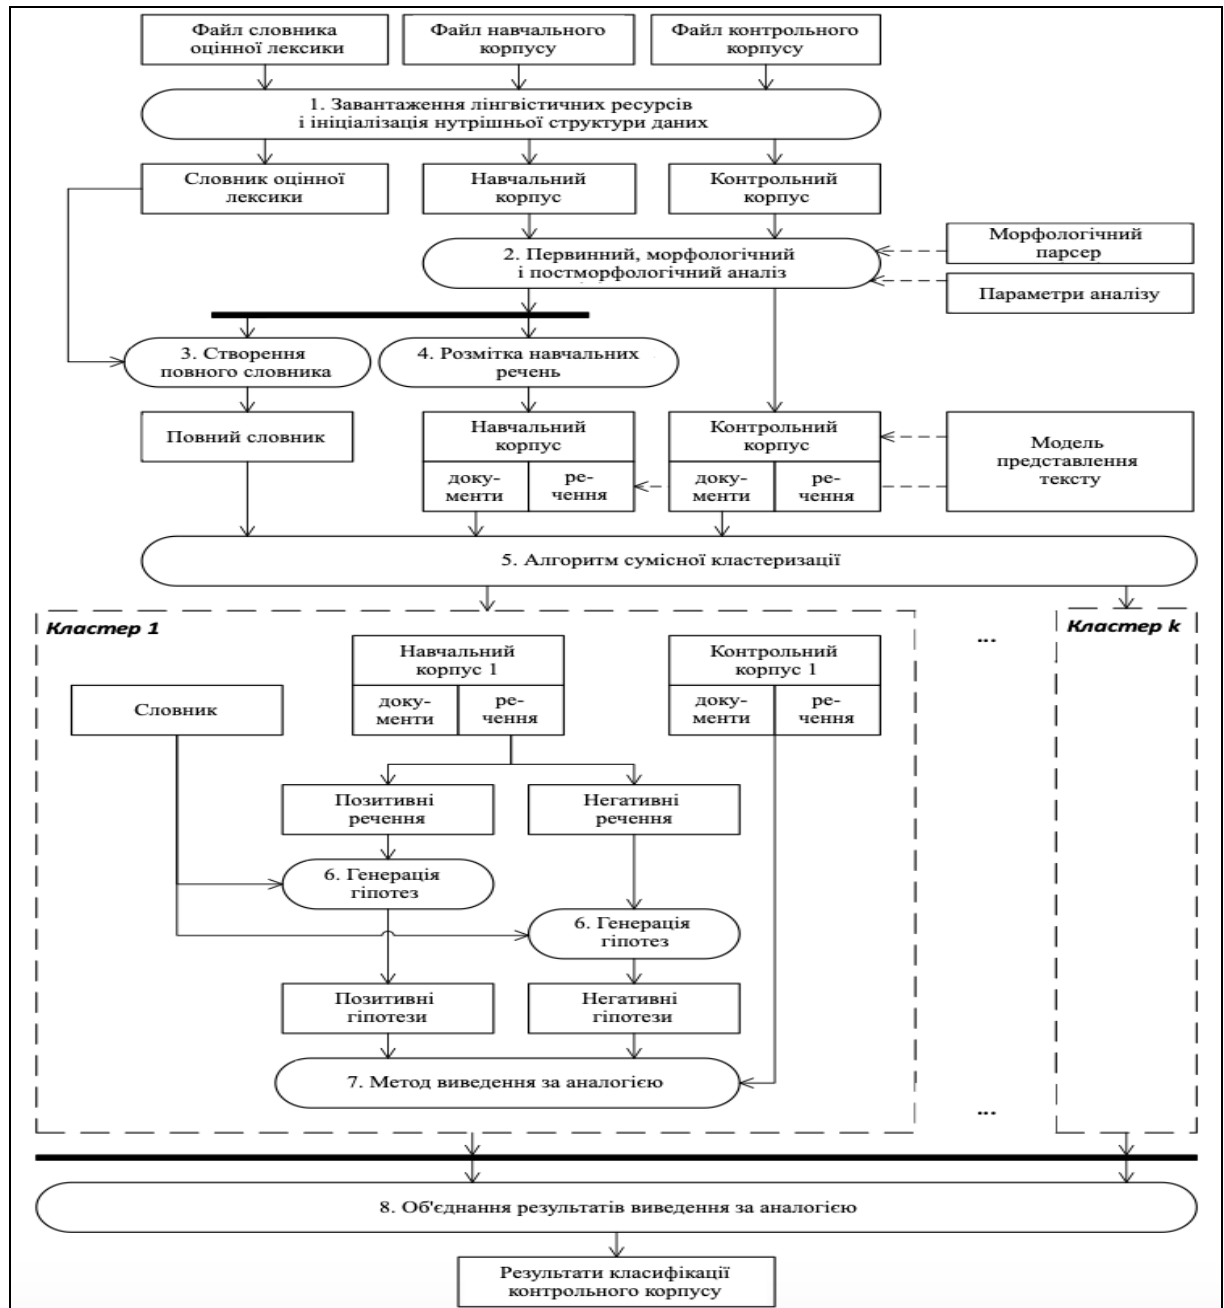 Файл словника
оцінної лексики
Файл навчального
корпусу
Файл контрольного
корпусу
1. Завантаження лінгвістичних ресурсів
і ініціалізація нутрішньої структури даних
Словник оцінної
лексики
Навчальний
корпус
Контрольний
корпус
2. Первинний, морфологічний
і постморфологічний аналіз
Морфологічний
парсер
Параметри аналізу
3. Створення
повного словника
4. Розмітка навчальних
речень
Повний словник
Навчальний
корпус
доку-
менти
ре-
чення
Контрольний
корпус
доку-
менти
ре-
чення
Модель
представлення
тексту
5. Алгоритм сумісної кластеризації
Кластер 1
...
Кластер k
Навчальний
корпус 1
доку-
менти
ре-
чення
Контрольний
корпус 1
доку-
менти
ре-
чення
Словник
Позитивні
речення
Негативні
речення
6. Генерація
гіпотез
6. Генерація
гіпотез
Позитивні
гіпотези
Негативні
гіпотези
7. Метод виведення за аналогією
...
8. Об'єднання результатів виведення за аналогією
Результати класифікації
контрольного корпусу